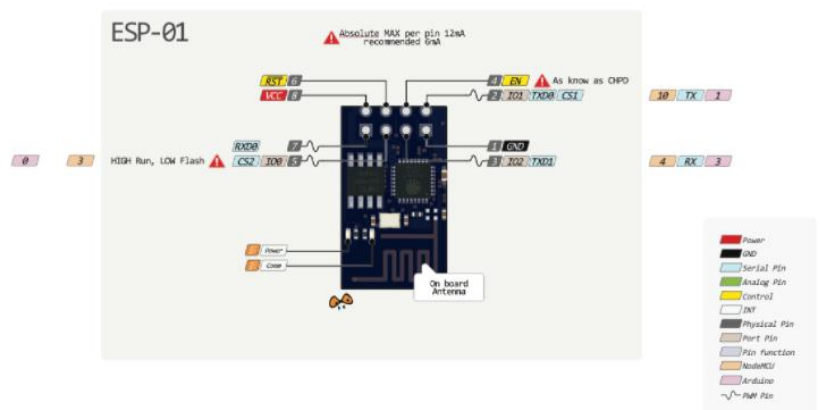 ESP-01
Absolute MAX per pin 12mA
recommended 6mA
RST 6
4 EN As know as CHPD
VCC 8
2 IO1 TXD0 CS1 10 TX 1
RXD0 7
1 GND
0 3 HIGH Run, LOW Flash CS2 IO0 5
3 IO2 TXD1 4 RX 3
Power
Comm
On board
Antenna
Power
GND
Serial Pin
Analog Pin
Control
INT
Physical Pin
Port Pin
Pin function
NodeMCU
Arduino
PWM Pin